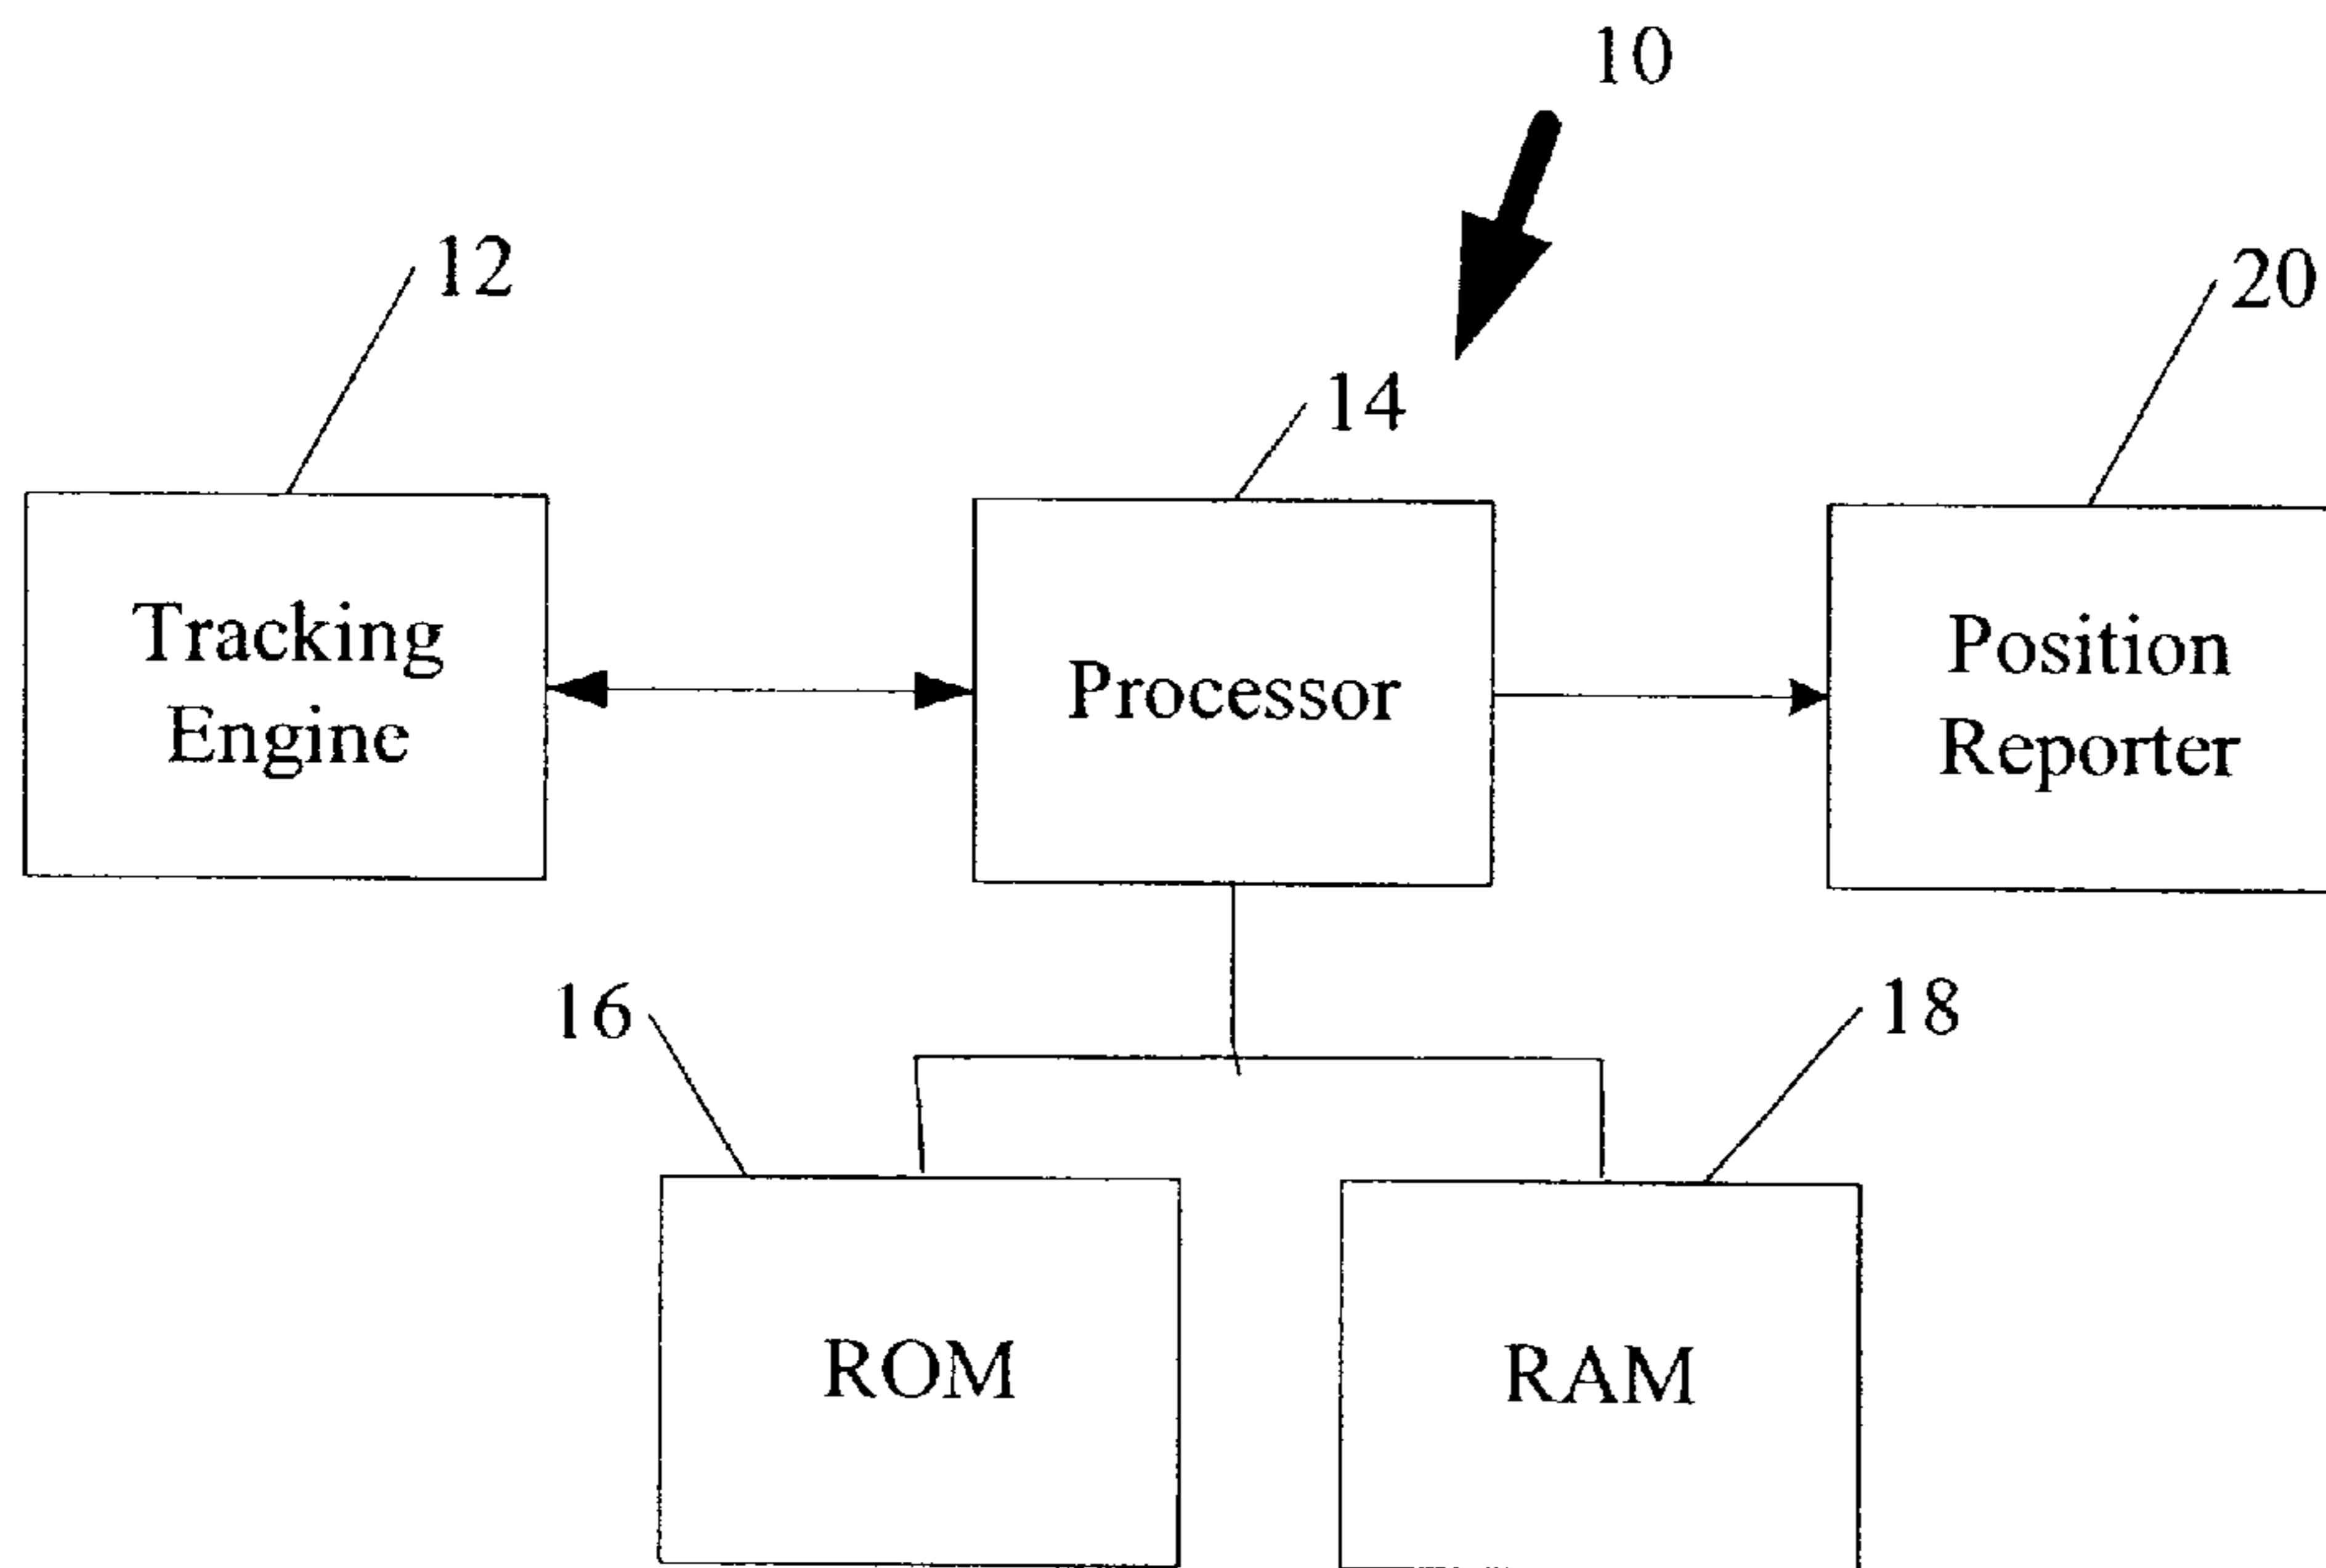 10
12
20
14
Tracking
Engine
Processor
Position
Reporter
16
18
ROM
RAM